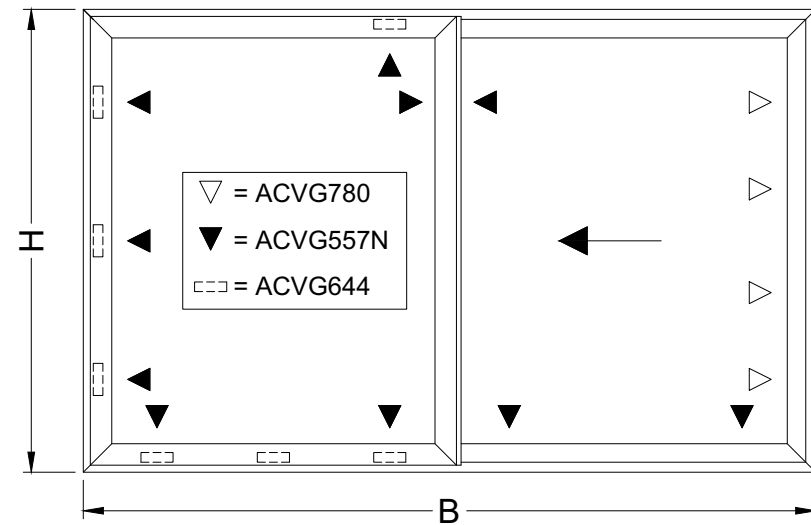 = ACVG780
= ACVG557N
= ACVG644
H
B